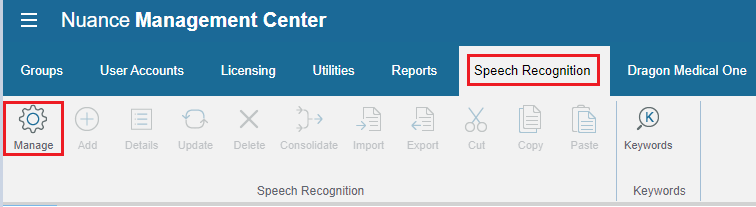 Nuance Management Center
Groups User Accounts Licensing Utilities Reports Speech Recognition Dragon Medical One
Manage Add Details Update Delete Consolidate Import Export Cut Copy Paste Keywords
Speech Recognition Keywords